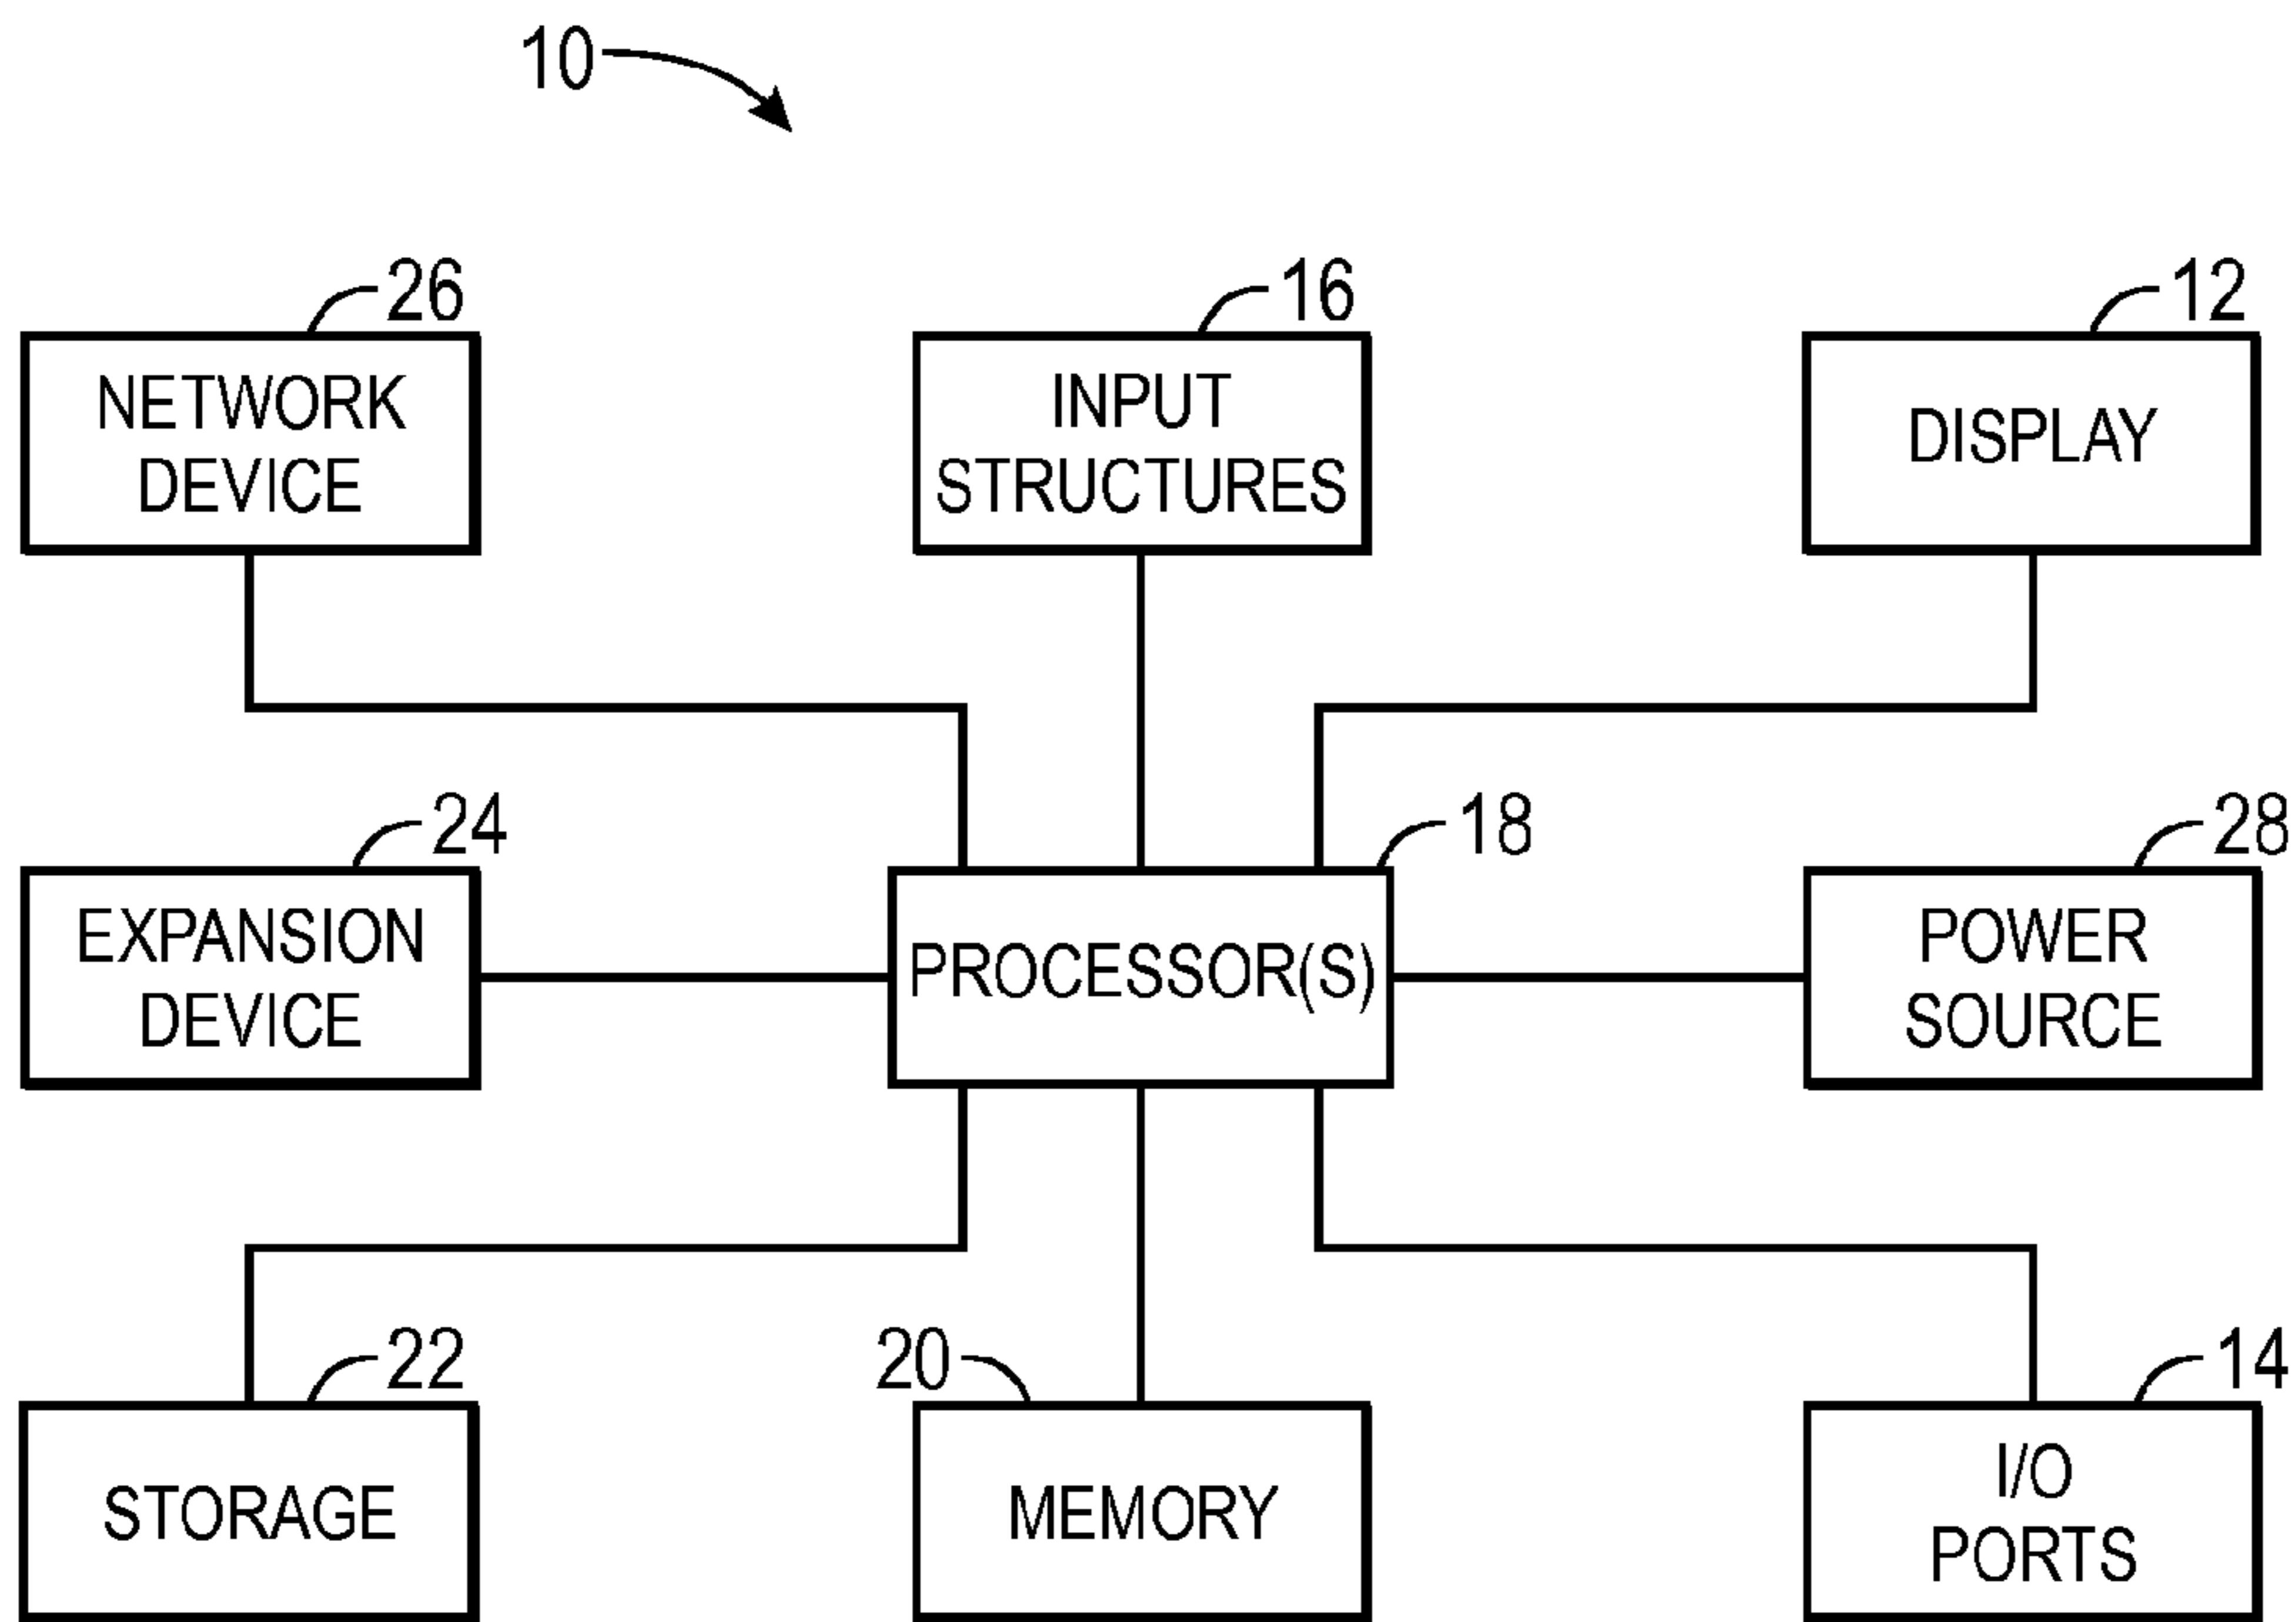 10
26
16
12
NETWORK
DEVICE
INPUT
STRUCTURES
DISPLAY
24
18
28
EXPANSION
DEVICE
PROCESSOR(S)
POWER
SOURCE
22
20
14
STORAGE
MEMORY
I/O
PORTS